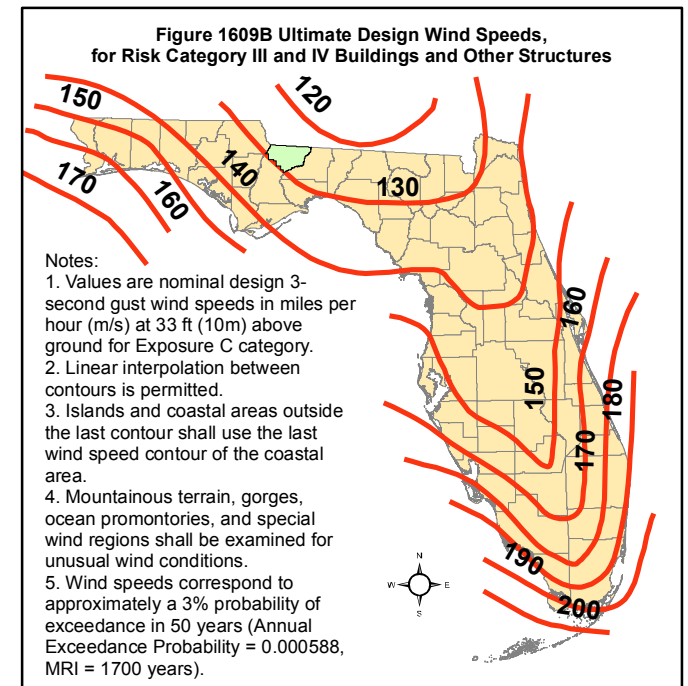 Figure 1609B Ultimate Design Wind Speeds,
for Risk Category III and IV Buildings and Other Structures
120
150
140
130
170
160
Notes:
1. Values are nominal design 3-
second gust wind speeds in miles per
hour (m/s) at 33 ft (10m) above
ground for Exposure C category.
2. Linear interpolation between
contours is permitted.
3. Islands and coastal areas outside
the last contour shall use the last
wind speed contour of the coastal
area.
4. Mountainous terrain, gorges,
ocean promontories, and special
wind regions shall be examined for
unusual wind conditions.
5. Wind speeds correspond to
approximately a 3% probability of
exceedance in 50 years (Annual
Exceedance Probability = 0.000588,
MRI = 1700 years).
160
150
180
170
190
200
N
W E
S